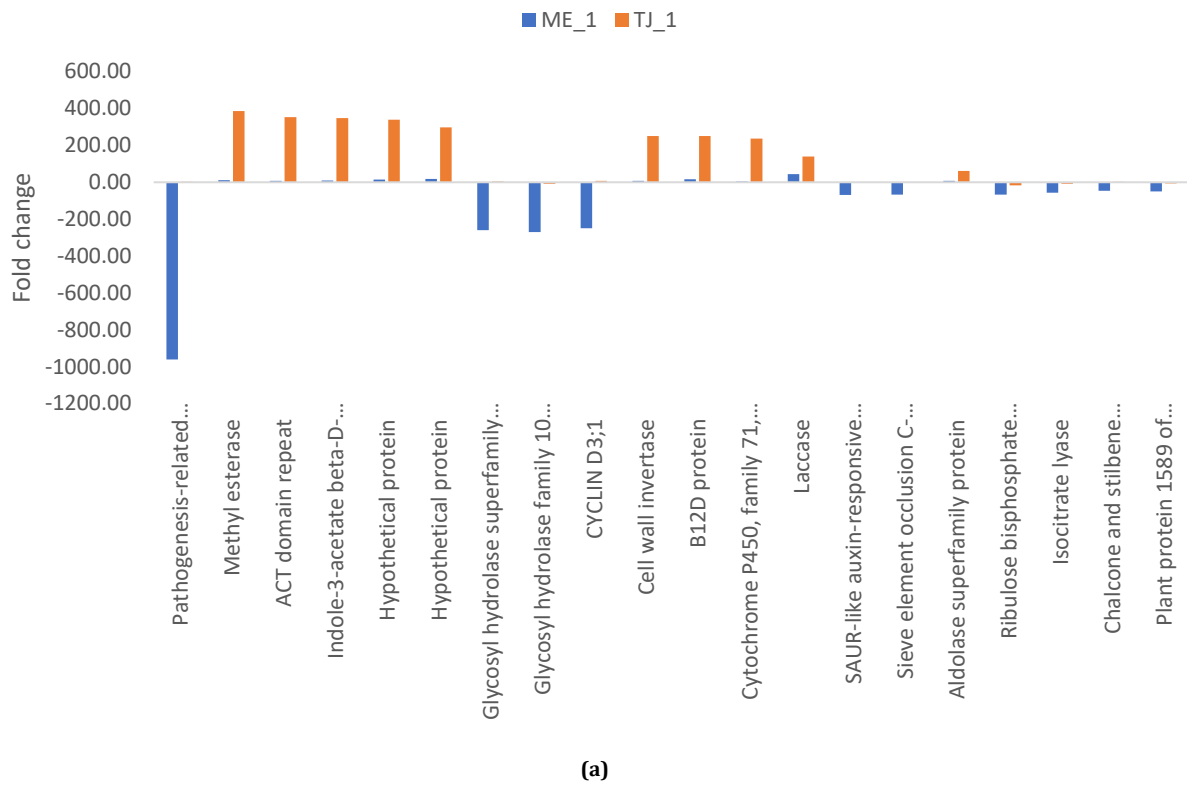 ME_1 TJ_1
600.00
400.00
200.00
0.00
-200.00
-400.00
-600.00
-800.00
-1000.00
-1200.00
Fold change
Pathogenesis-related...
Methyl esterase
ACT domain repeat
Indole-3-acetate beta-D-...
Hypothetical protein
Hypothetical protein
Glycosyl hydrolase superfamily...
Glycosyl hydrolase family 10...
CYCLIN D3;1
Cell wall invertase
B12D protein
Cytochrome P450, family 71,...
Laccase
SAUR-like auxin-responsive...
Sieve element occlusion C-...
Aldolase superfamily protein
Ribulose bisphosphate...
Isocitrate lyase
Chalcone and stilbene...
Plant protein 1589 of...
(a)